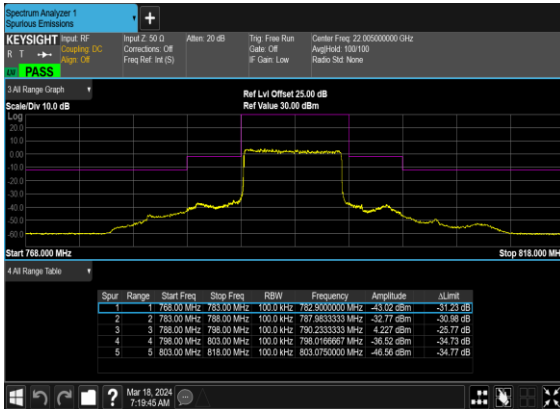 Spectrum Analyzer 1
Spurious Emissions
KEYSIGHT Input: RF Input Z: 50 Ω Atten: 20 dB Trig: Free Run Center Freq: 22.005000000 GHz
R T Coupling: DC Corrections: Off Gate: Off Avg|Hold: 100/100
Align: Off Freq Ref: Int (S) IF Gain: Low Radio Std: None
PASS
3 All Range Graph
Ref Lvl Offset 25.00 dB
Scale/Div 10.0 dB Ref Value 30.00 dBm
Log
20.0
10.0
0.00
-10.0
-20.0
-30.0
-40.0
-50.0
-60.0
Start 768.000 MHz Stop 818.000 MHz
4 All Range Table
Spur Range Start Freq Stop Freq RBW Frequency Amplitude ΔLimit
1 1 768.00 MHz 783.00 MHz 100.0 kHz 782.9000000 MHz -43.02 dBm -31.23 dB
2 2 783.00 MHz 788.00 MHz 100.0 kHz 787.9833333 MHz -32.77 dBm -30.98 dB
3 3 788.00 MHz 798.00 MHz 100.0 kHz 790.2333333 MHz 4.227 dBm -25.77 dB
4 4 798.00 MHz 803.00 MHz 100.0 kHz 798.0166667 MHz -36.52 dBm -34.73 dB
5 5 803.00 MHz 818.00 MHz 100.0 kHz 803.0750000 MHz -46.56 dBm -34.77 dB
Mar 18, 2024
7:19:45 AM